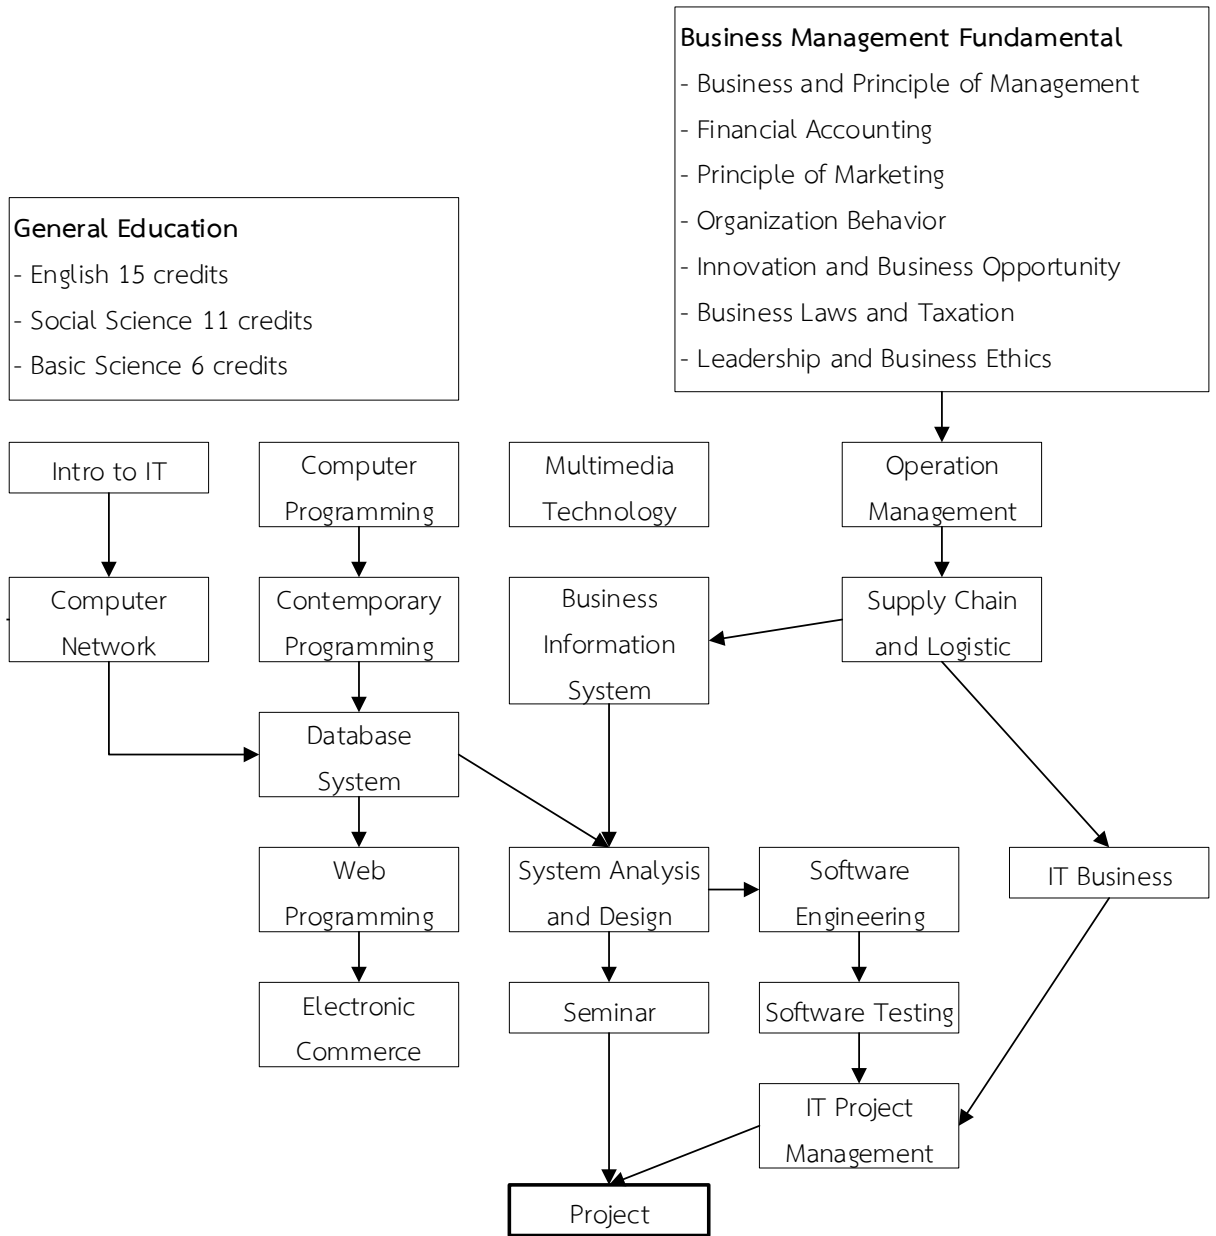 Business Management Fundamental
- Business and Principle of Management
- Financial Accounting
- Principle of Marketing
- Organization Behavior
- Innovation and Business Opportunity
- Business Laws and Taxation
- Leadership and Business Ethics
General Education
- English 15 credits
- Social Science 11 credits
- Basic Science 6 credits
Intro to IT
Computer
Programming
Multimedia
Technology
Operation
Management
Computer
Network
Contemporary
Programming
Business
Information
System
Supply Chain
and Logistic
Database
System
Web
Programming
System Analysis
and Design
Software
Engineering
IT Business
Electronic
Commerce
Seminar
Software Testing
IT Project
Management
Project